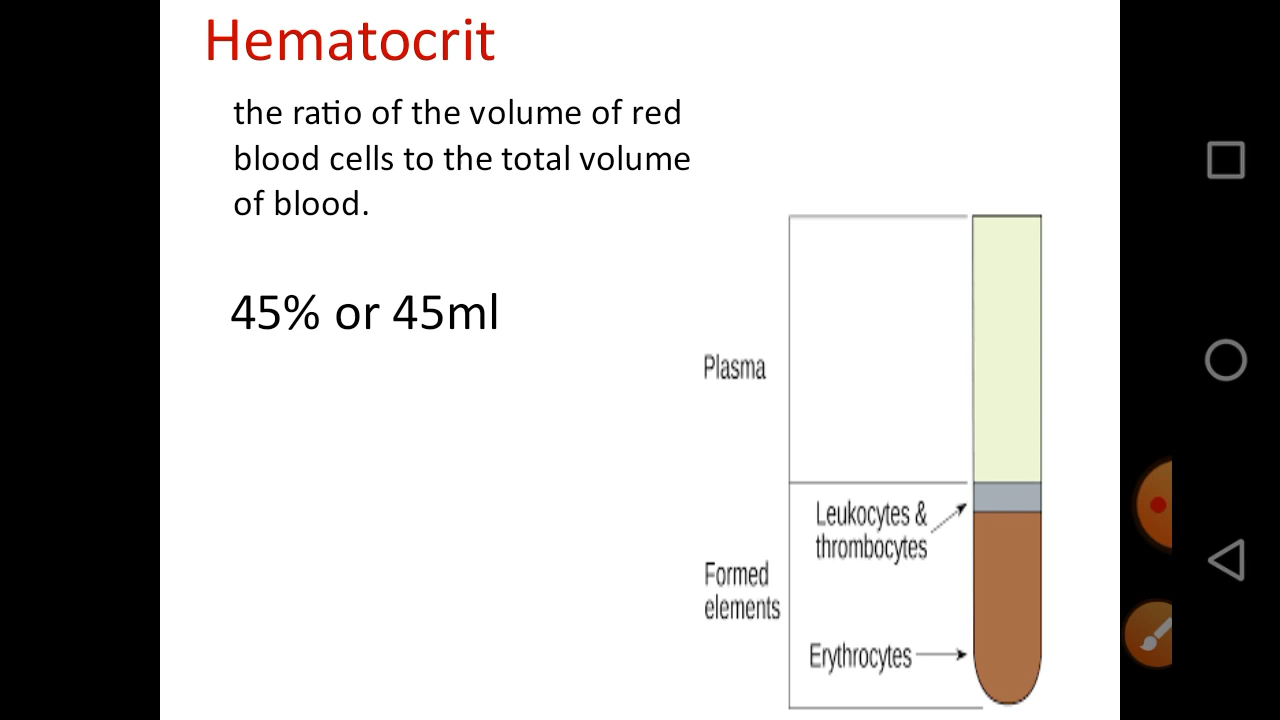 Hematocrit
the ratio of the volume of red
blood cells to the total volume
of blood.
45% or 45ml
Plasma
Leukocytes &
thrombocytes
Formed
elements
Erythrocytes